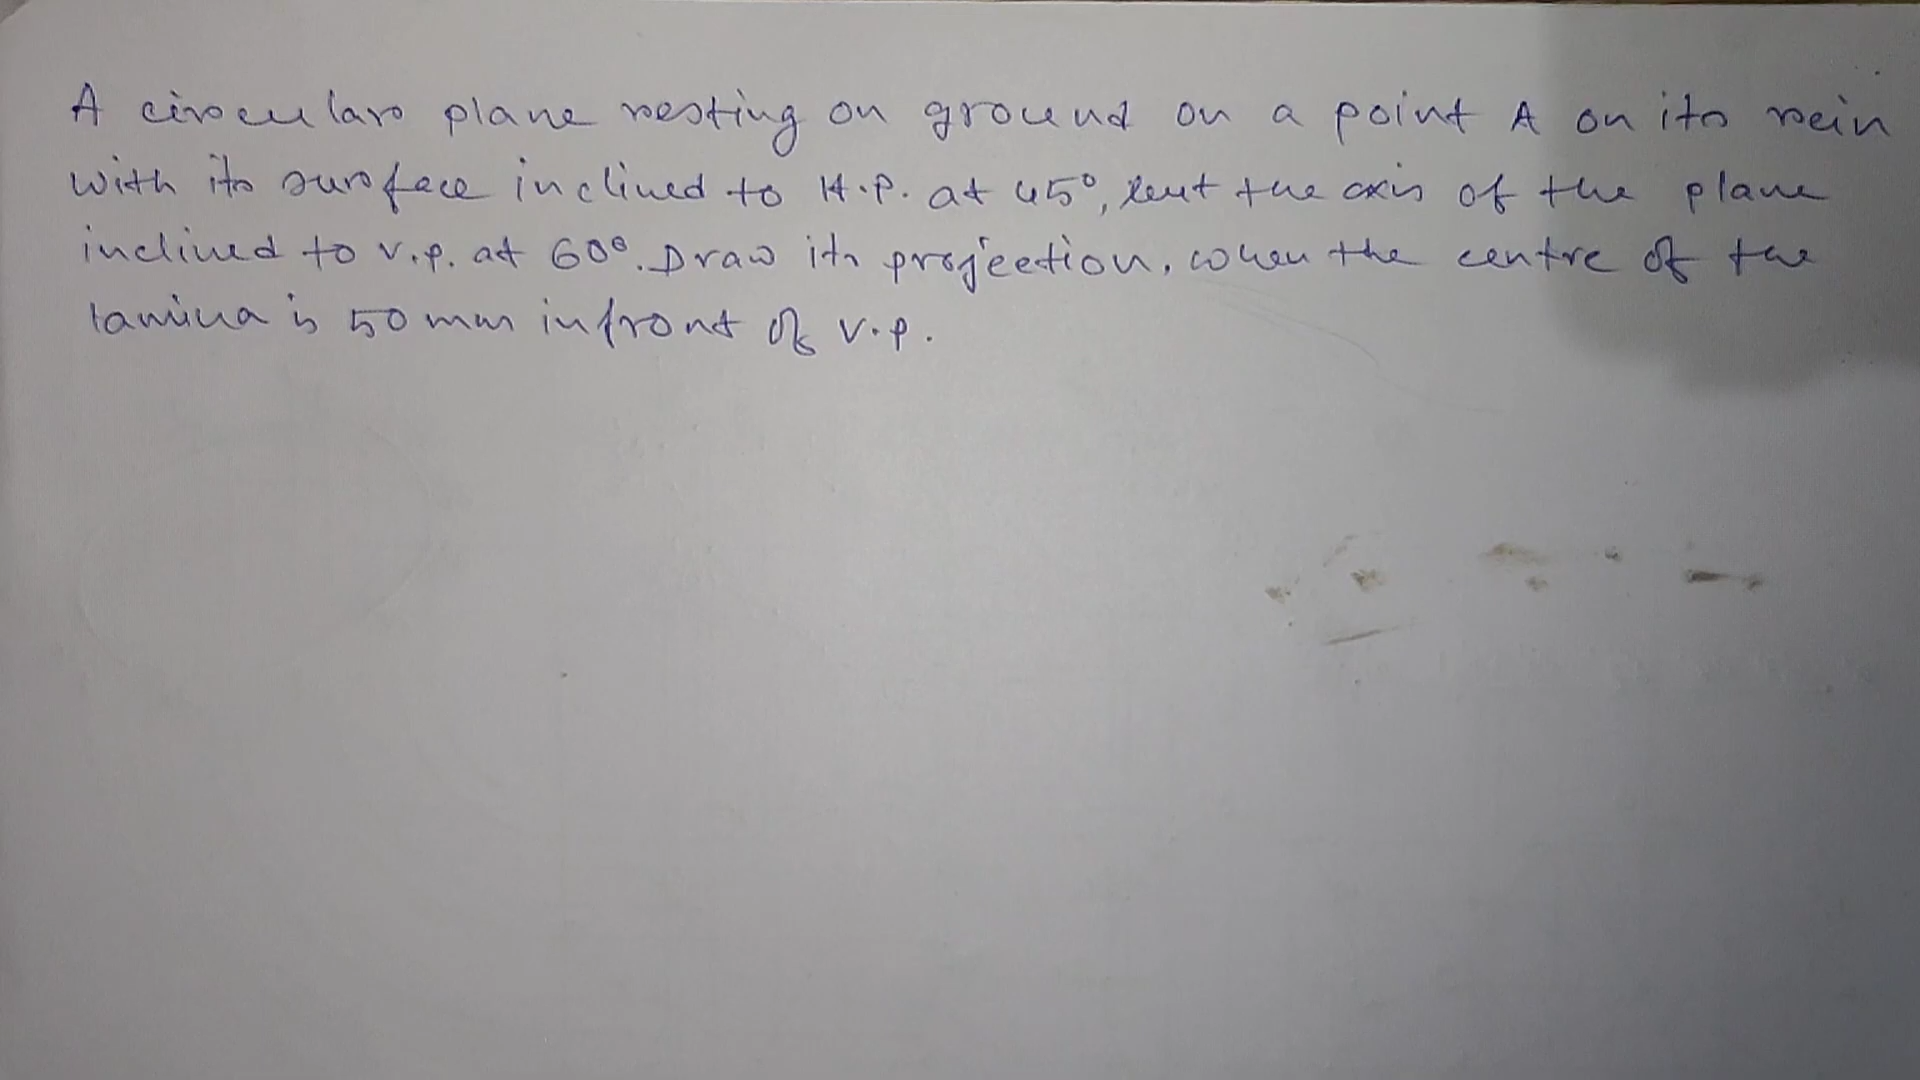 A circular plane resting on ground on a point A on its rein
with its surface inclined to H.P. at 45°, but the axis of the plane
inclined to V.P. at 60°. Draw its projection, when the centre of the
lamina is 50 mm infront of V.P.